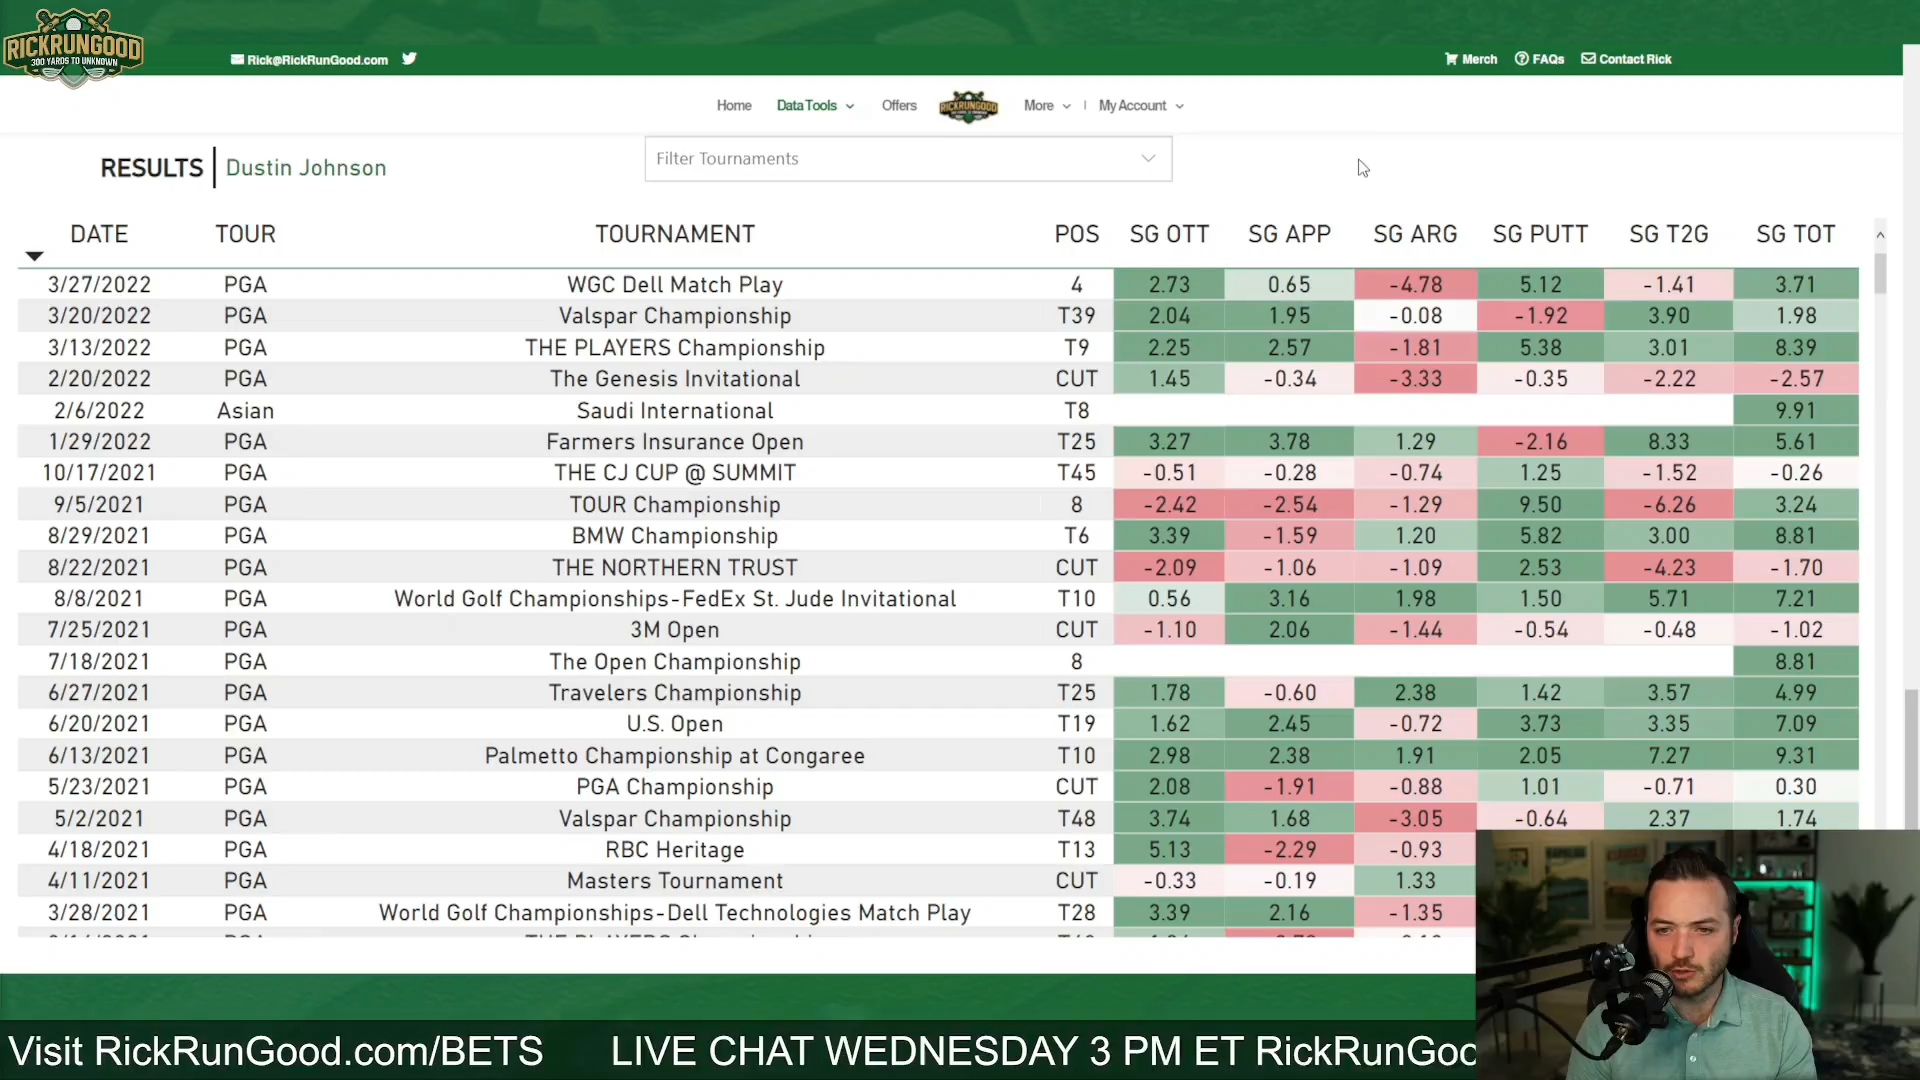 RICKRUNGOOD
300 YARDS TO UNKNOWN
Rick@RickRunGood.com
Merch FAQs Contact Rick
Home Data Tools Offers RICKRUNGOOD More My Account
RESULTS Dustin Johnson
Filter Tournaments
DATE TOUR TOURNAMENT POS SG OTT SG APP SG ARG SG PUTT SG T2G SG TOT
3/27/2022 PGA WGC Dell Match Play 4 2.73 0.65 -4.78 5.12 -1.41 3.71
3/20/2022 PGA Valspar Championship T39 2.04 1.95 -0.08 -1.92 3.90 1.98
3/13/2022 PGA THE PLAYERS Championship T9 2.25 2.57 -1.81 5.38 3.01 8.39
2/20/2022 PGA The Genesis Invitational CUT 1.45 -0.34 -3.33 -0.35 -2.22 -2.57
2/6/2022 Asian Saudi International T8 9.91
1/29/2022 PGA Farmers Insurance Open T25 3.27 3.78 1.29 -2.16 8.33 5.61
10/17/2021 PGA THE CJ CUP @ SUMMIT T45 -0.51 -0.28 -0.74 1.25 -1.52 -0.26
9/5/2021 PGA TOUR Championship 8 -2.42 -2.54 -1.29 9.50 -6.26 3.24
8/29/2021 PGA BMW Championship T6 3.39 -1.59 1.20 5.82 3.00 8.81
8/22/2021 PGA THE NORTHERN TRUST CUT -2.09 -1.06 -1.09 2.53 -4.23 -1.70
8/8/2021 PGA World Golf Championships-FedEx St. Jude Invitational T10 0.56 3.16 1.98 1.50 5.71 7.21
7/25/2021 PGA 3M Open CUT -1.10 2.06 -1.44 -0.54 -0.48 -1.02
7/18/2021 PGA The Open Championship 8 8.81
6/27/2021 PGA Travelers Championship T25 1.78 -0.60 2.38 1.42 3.57 4.99
6/20/2021 PGA U.S. Open T19 1.62 2.45 -0.72 3.73 3.35 7.09
6/13/2021 PGA Palmetto Championship at Congaree T10 2.98 2.38 1.91 2.05 7.27 9.31
5/23/2021 PGA PGA Championship CUT 2.08 -1.91 -0.88 1.01 -0.71 0.30
5/2/2021 PGA Valspar Championship T48 3.74 1.68 -3.05 -0.64 2.37 1.74
4/18/2021 PGA RBC Heritage T13 5.13 -2.29 -0.93
4/11/2021 PGA Masters Tournament CUT -0.33 -0.19 1.33
3/28/2021 PGA World Golf Championships-Dell Technologies Match Play T28 3.39 2.16 -1.35
Visit RickRunGood.com/BETS LIVE CHAT WEDNESDAY 3 PM ET RickRunGoo